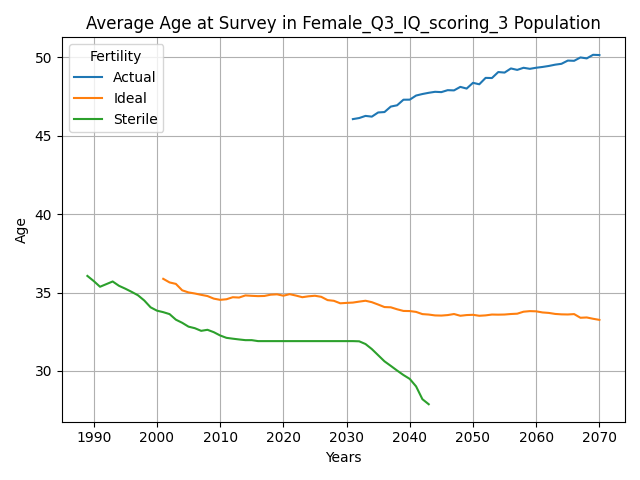 Average Age at Survey in Female_Q3_IQ_scoring_3 Population
Fertility
Actual
Ideal
Sterile
Age
50
45
40
35
30
1990 2000 2010 2020 2030 2040 2050 2060 2070
Years